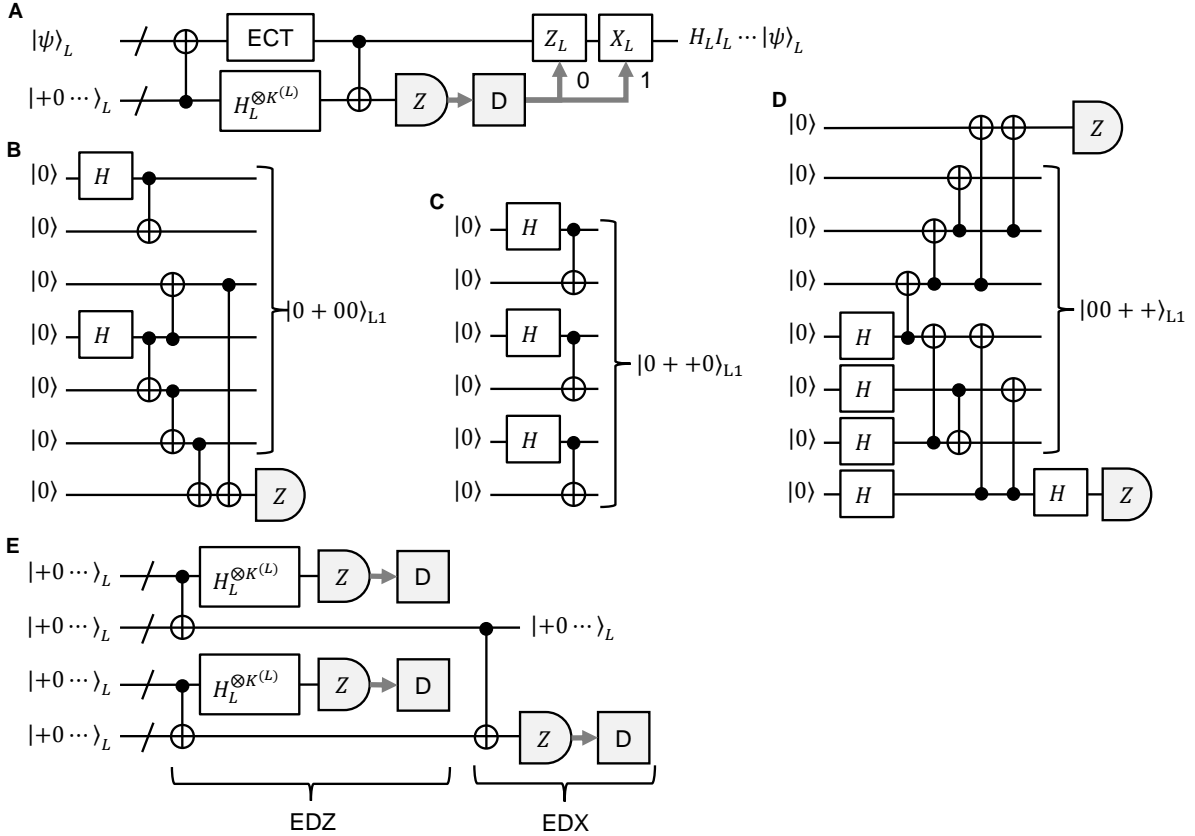 A
|ψ⟩_L
ECT
Z_L
X_L
H_L I_L ⋯ |ψ⟩_L
|+0 ⋯⟩_L
H_L^{⊗K^{(L)}}
Z
D
0
1
B
|0⟩
H
|0⟩
|0⟩
|0⟩
H
|0⟩
|0⟩
|0⟩
Z
|0 + 00⟩_{L1}
C
|0⟩
H
|0⟩
|0⟩
H
|0⟩
|0⟩
H
|0⟩
|0 + +0⟩_{L1}
D
|0⟩
Z
|0⟩
|0⟩
|0⟩
|0⟩
H
|0⟩
H
|0⟩
H
|0⟩
H
H
Z
|00 + +⟩_{L1}
E
|+0 ⋯⟩_L
H_L^{⊗K^{(L)}}
Z
D
|+0 ⋯⟩_L
|+0 ⋯⟩_L
|+0 ⋯⟩_L
H_L^{⊗K^{(L)}}
Z
D
|+0 ⋯⟩_L
Z
D
EDZ
EDX